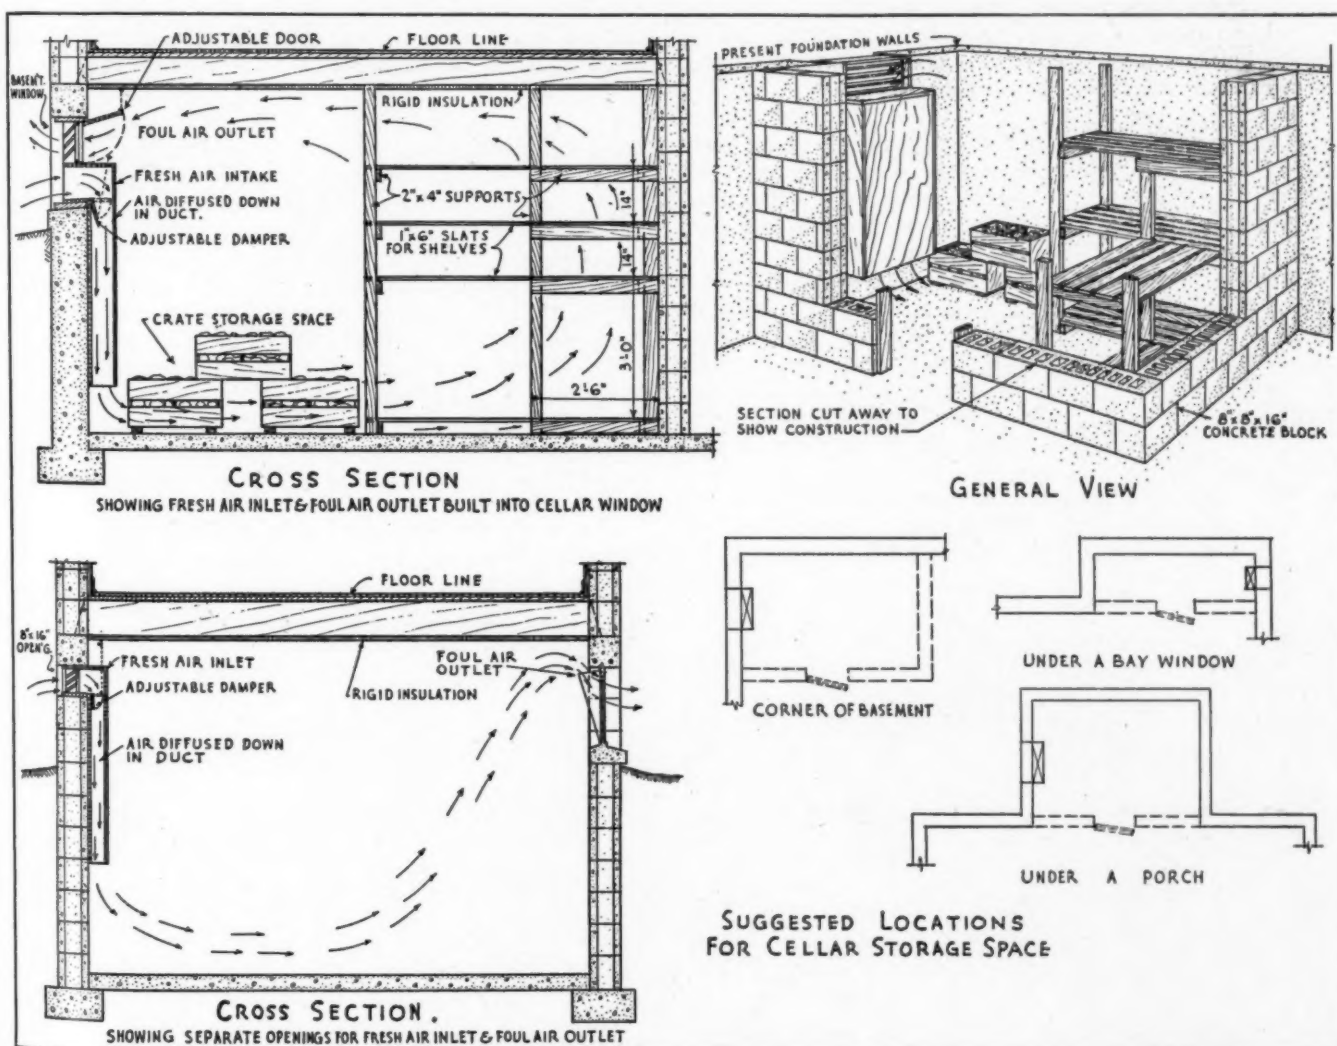 ADJUSTABLE DOOR
FLOOR LINE
BASEM'T.
WINDOW
FOUL AIR OUTLET
RIGID INSULATION
FRESH AIR INTAKE
AIR DIFFUSED DOWN
IN DUCT.
ADJUSTABLE DAMPER
2"x4" SUPPORTS
1"x6" SLATS
FOR SHELVES
14"
14"
3'-0"
2'-6"
CRATE STORAGE SPACE
CROSS SECTION
SHOWING FRESH AIR INLET & FOUL AIR OUTLET BUILT INTO CELLAR WINDOW
PRESENT FOUNDATION WALLS
SECTION CUT AWAY TO
SHOW CONSTRUCTION
8"x8"x16"
CONCRETE BLOCK
GENERAL VIEW
FLOOR LINE
8"x16"
OPEN'G.
FRESH AIR INLET
ADJUSTABLE DAMPER
RIGID INSULATION
FOUL AIR
OUTLET
AIR DIFFUSED DOWN
IN DUCT
CROSS SECTION.
SHOWING SEPARATE OPENINGS FOR FRESH AIR INLET & FOUL AIR OUTLET
CORNER OF BASEMENT
UNDER A BAY WINDOW
UNDER A PORCH
SUGGESTED LOCATIONS
FOR CELLAR STORAGE SPACE